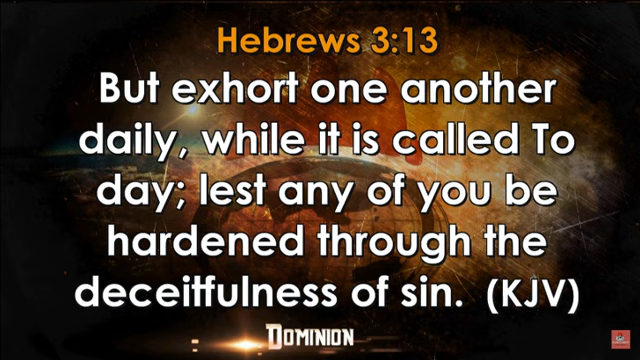 Hebrews 3:13
But exhort one another
daily, while it is called To
day; lest any of you be
hardened through the
deceitfulness of sin. (KJV)
DOMINION